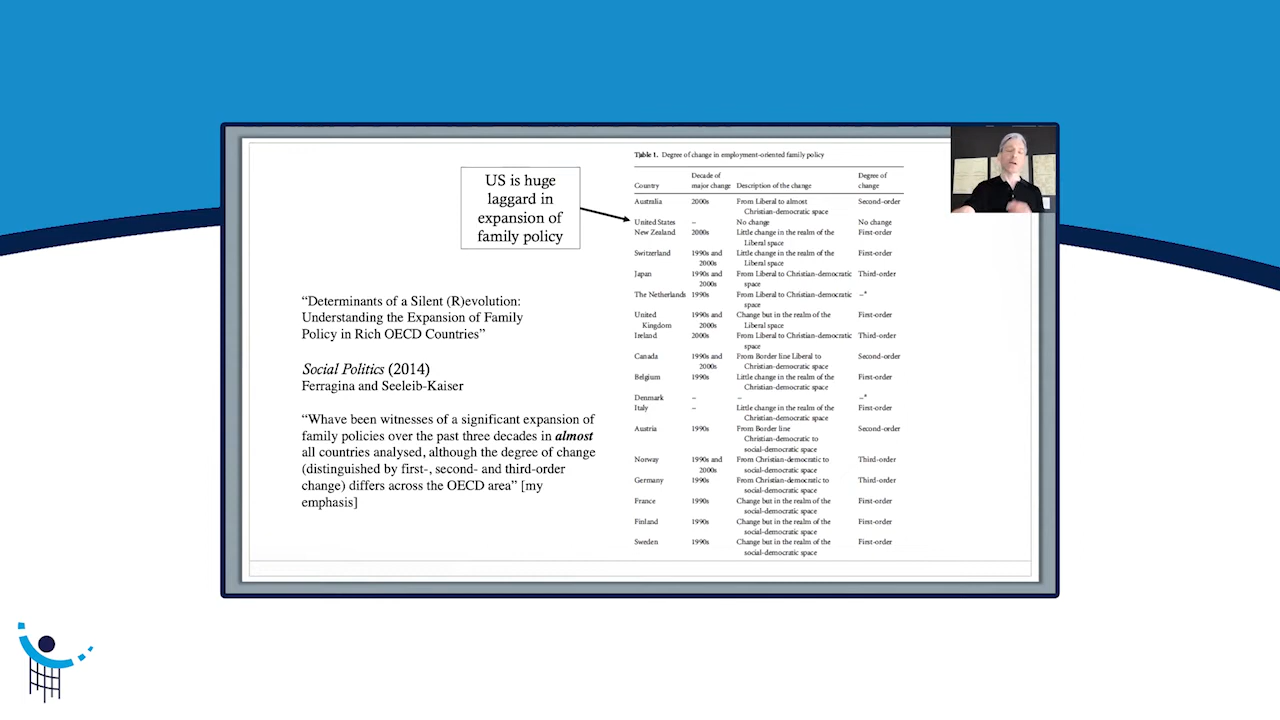 US is huge
laggard in
expansion of
family policy
“Determinants of a Silent (R)evolution:
Understanding the Expansion of Family
Policy in Rich OECD Countries”
Social Politics (2014)
Ferragina and Seeleib-Kaiser
“Whave been witnesses of a significant expansion of
family policies over the past three decades in almost
all countries analysed, although the degree of change
(distinguished by first-, second- and third-order
change) differs across the OECD area” [my
emphasis]
Table 1. Degree of change in employment-oriented family policy
Decade of Degree of
Country major change Description of the change change
Australia 2000s From Liberal to almost Second-order
Christian-democratic space
United States – No change No change
New Zealand 2000s Little change in the realm of the First-order
Liberal space
Switzerland 1990s and Little change in the realm of the First-order
2000s Liberal space
Japan 1990s and From Liberal to Christian-democratic Third-order
2000s space
The Netherlands 1990s From Liberal to Christian-democratic –*
space
United 1990s and Change but in the realm of the First-order
Kingdom 2000s Liberal space
Ireland 2000s From Liberal to Christian-democratic Third-order
space
Canada 1990s and From Border line Liberal to Second-order
2000s Christian-democratic space
Belgium 1990s Little change in the realm of the First-order
Christian-democratic space
Denmark – – –*
Italy – Little change in the realm of the First-order
Christian-democratic space
Austria 1990s From Border line Second-order
Christian-democratic to
social-democratic space
Norway 1990s and From Christian-democratic to Third-order
2000s social-democratic space
Germany 1990s From Christian-democratic to Third-order
social-democratic space
France 1990s Change but in the realm of the First-order
social-democratic space
Finland 1990s Change but in the realm of the First-order
social-democratic space
Sweden 1990s Change but in the realm of the First-order
social-democratic space